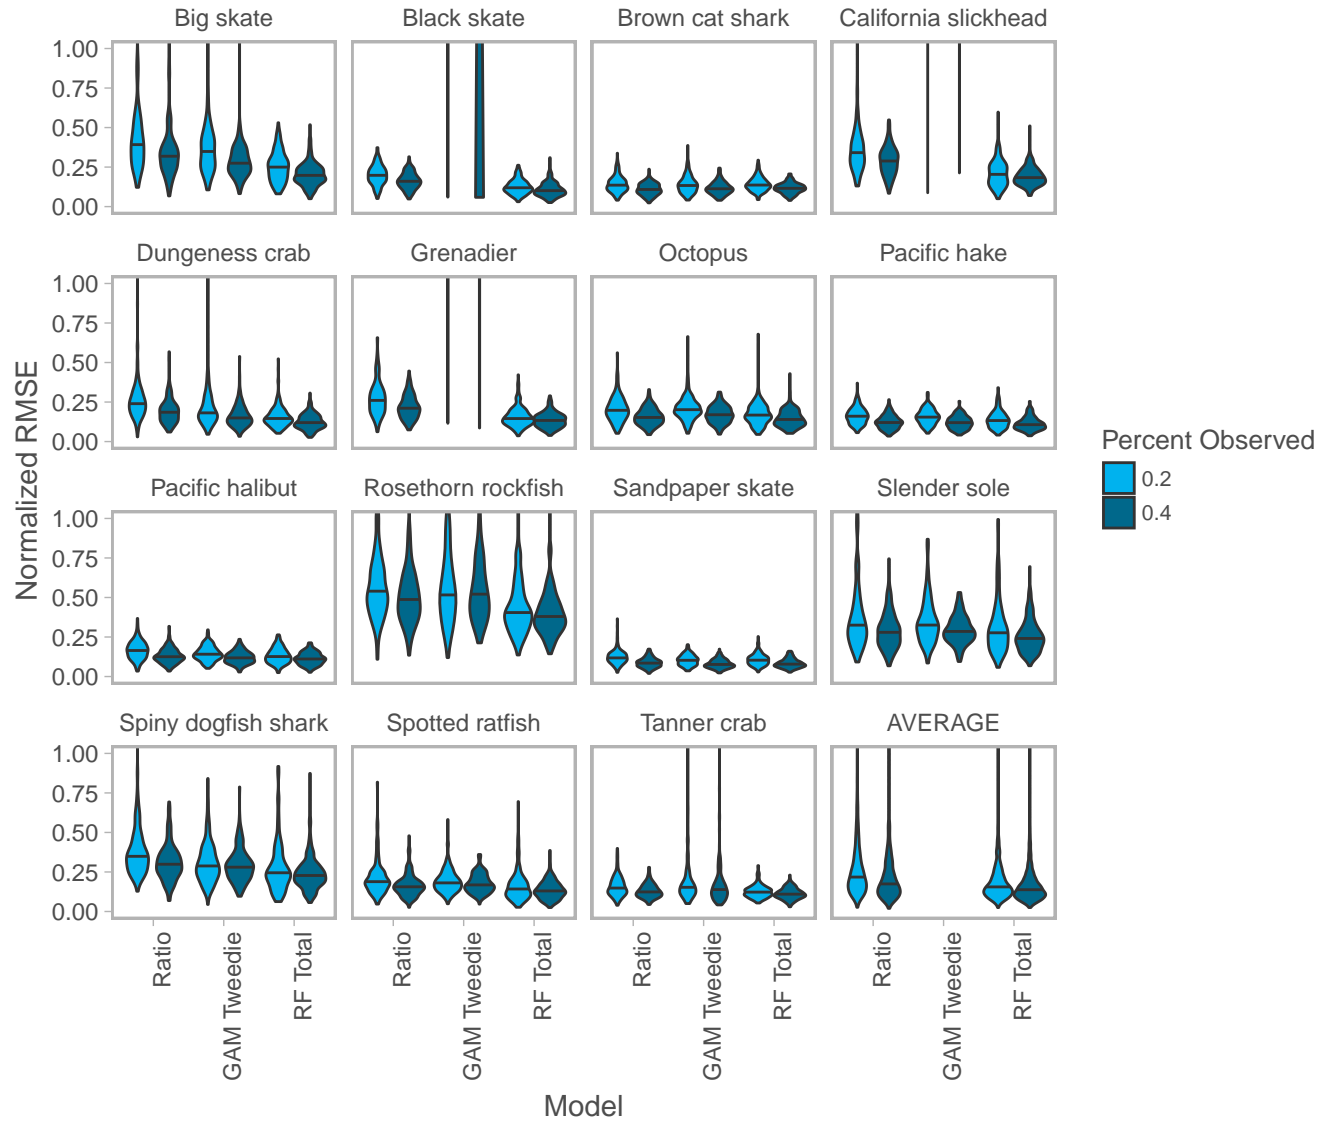 Big skate
Black skate
Brown cat shark
California slickhead
1.00
0.75
0.50
0.25
0.00
Dungeness crab
Grenadier
Octopus
Pacific hake
1.00
0.75
0.50
0.25
0.00
Pacific halibut
Rosethorn rockfish
Sandpaper skate
Slender sole
1.00
0.75
0.50
0.25
0.00
Spiny dogfish shark
Spotted ratfish
Tanner crab
AVERAGE
1.00
0.75
0.50
0.25
0.00
Normalized RMSE
Ratio
GAM Tweedie
RF Total
Ratio
GAM Tweedie
RF Total
Ratio
GAM Tweedie
RF Total
Ratio
GAM Tweedie
RF Total
Model
Percent Observed
0.2
0.4